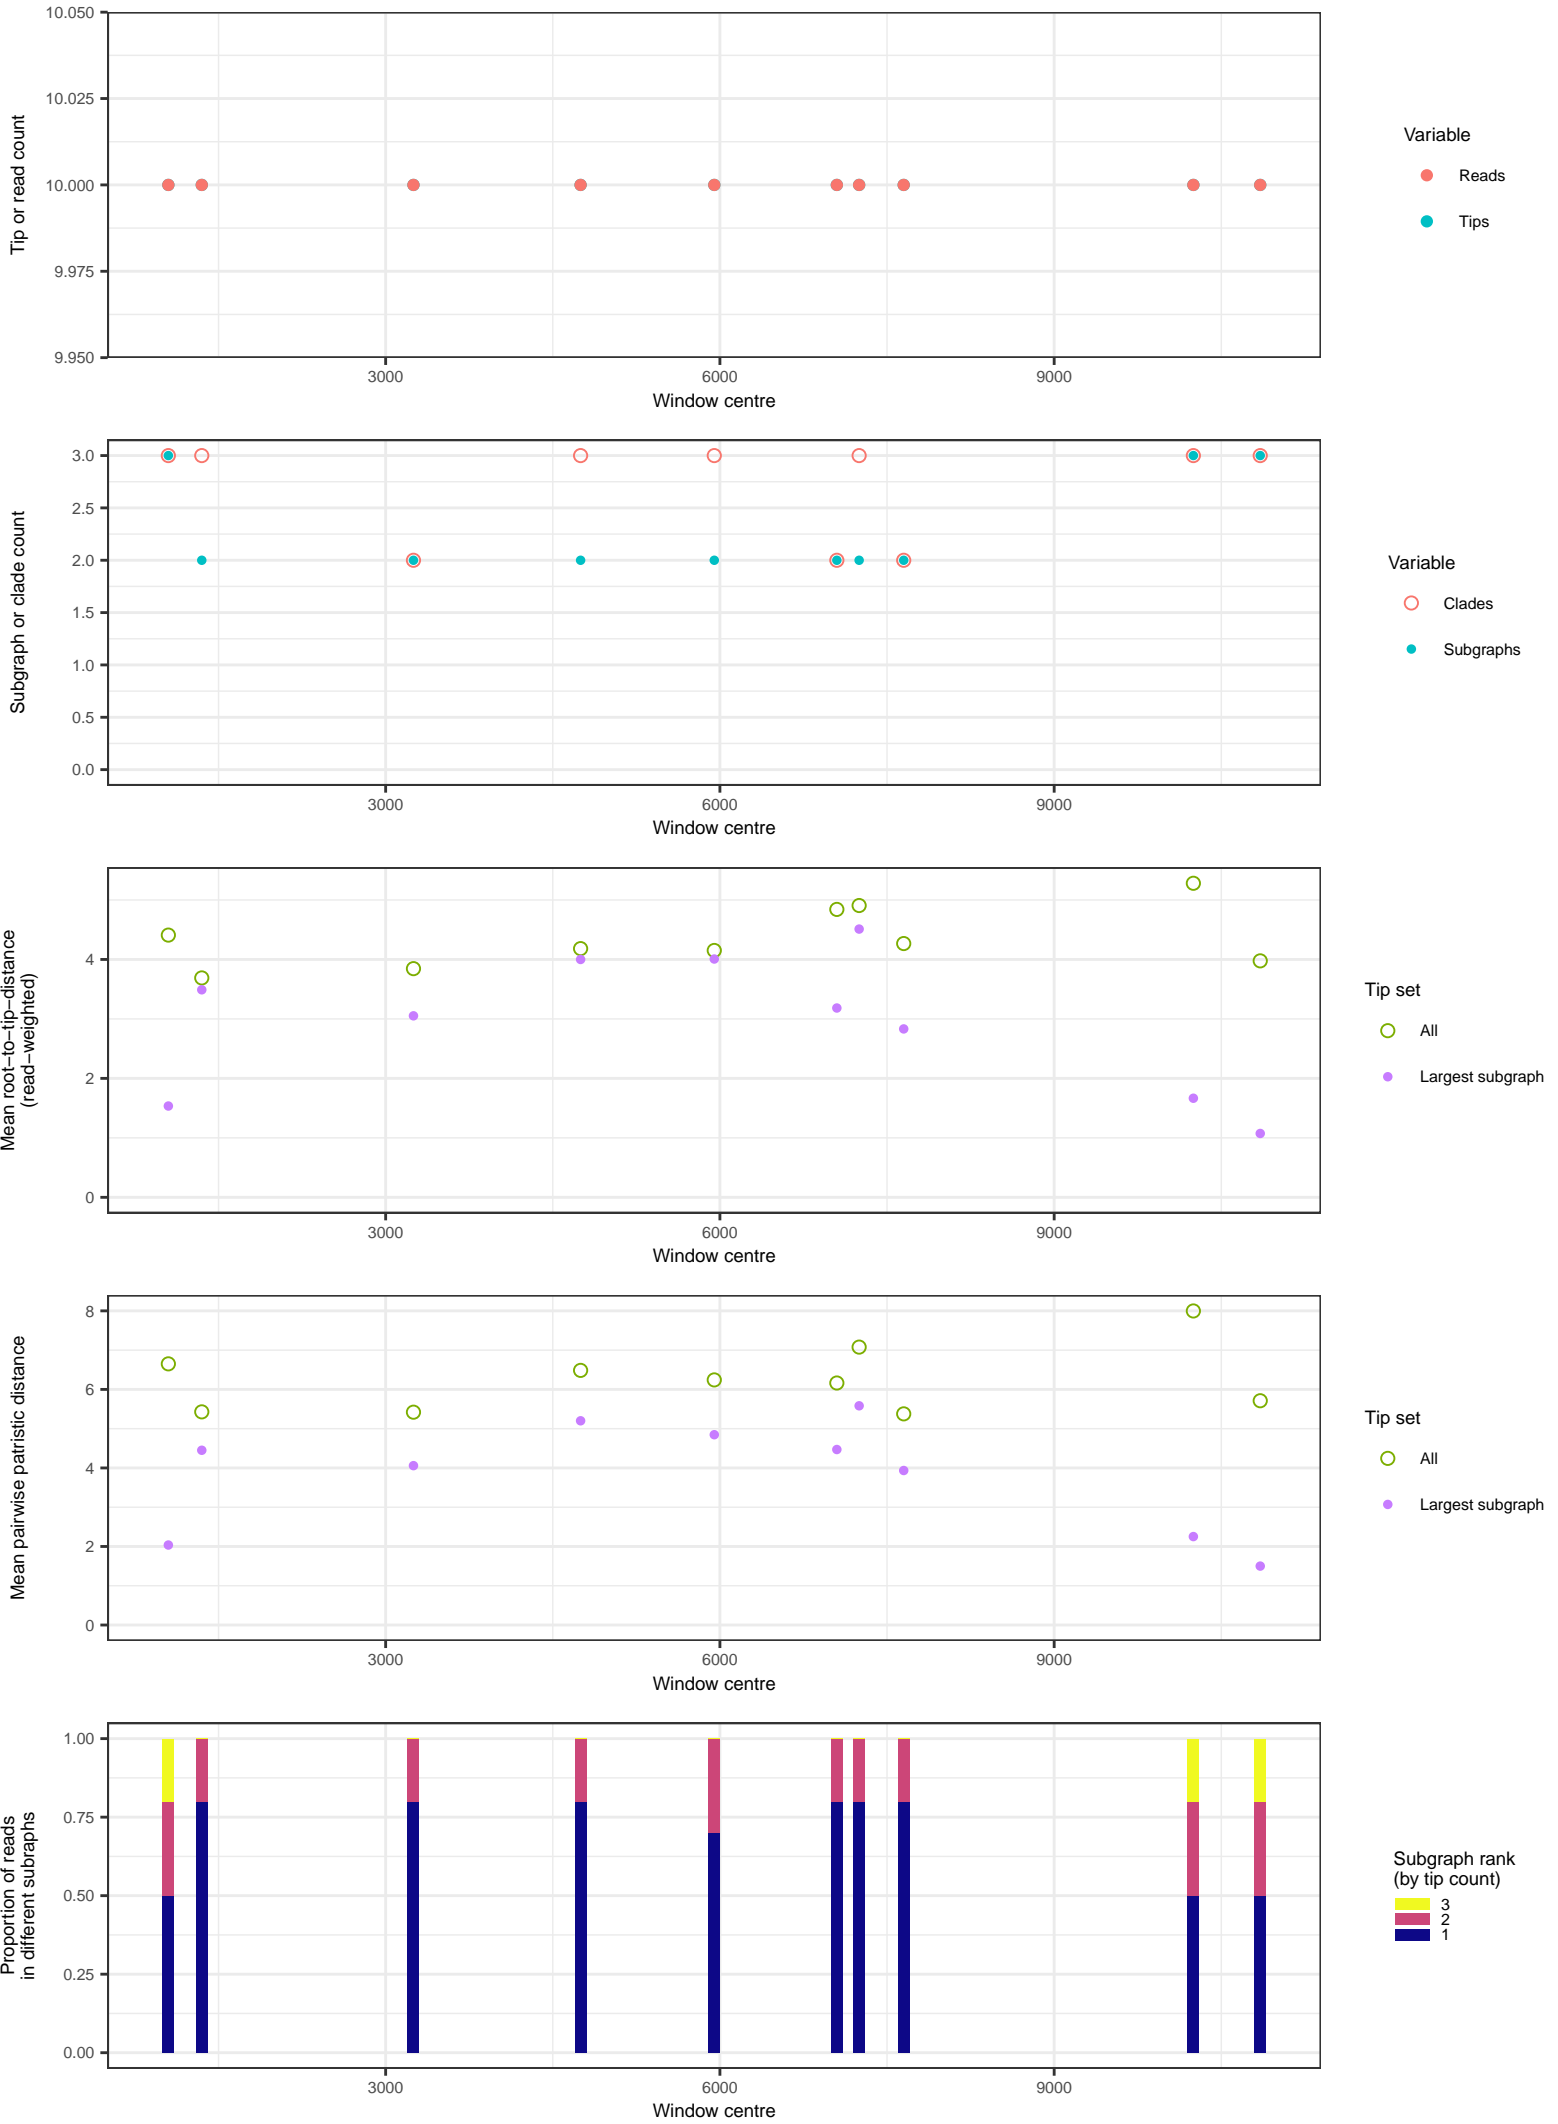 10.050
10.025
10.000
9.975
9.950
Tip or read count
3000 6000 9000
Window centre
Variable
Reads
Tips
3.0
2.5
2.0
1.5
1.0
0.5
0.0
Subgraph or clade count
3000 6000 9000
Window centre
Variable
Clades
Subgraphs
4
2
0
Mean root−to−tip−distance
(read−weighted)
3000 6000 9000
Window centre
Tip set
All
Largest subgraph
8
6
4
2
0
Mean pairwise patristic distance
3000 6000 9000
Window centre
Tip set
All
Largest subgraph
1.00
0.75
0.50
0.25
0.00
Proportion of reads
in different subraphs
3000 6000 9000
Window centre
Subgraph rank
(by tip count)
3
2
1